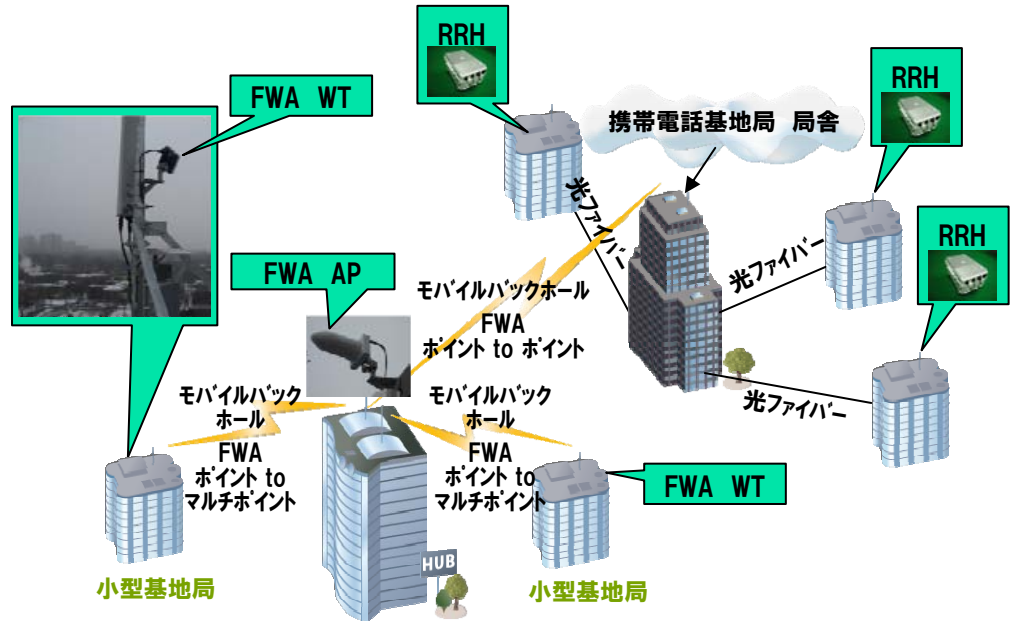 RRH
FWA WT
RRH
携帯電話基地局 局舎
光ファイバー
光ファイバー
RRH
FWA AP
モバイルバックホール
FWA
ポイント to ポイント
モバイルバック
ホール
FWA
ポイント to
マルチポイント
モバイルバック
ホール
FWA
ポイント to
マルチポイント
光ファイバー
FWA WT
HUB
小型基地局
小型基地局